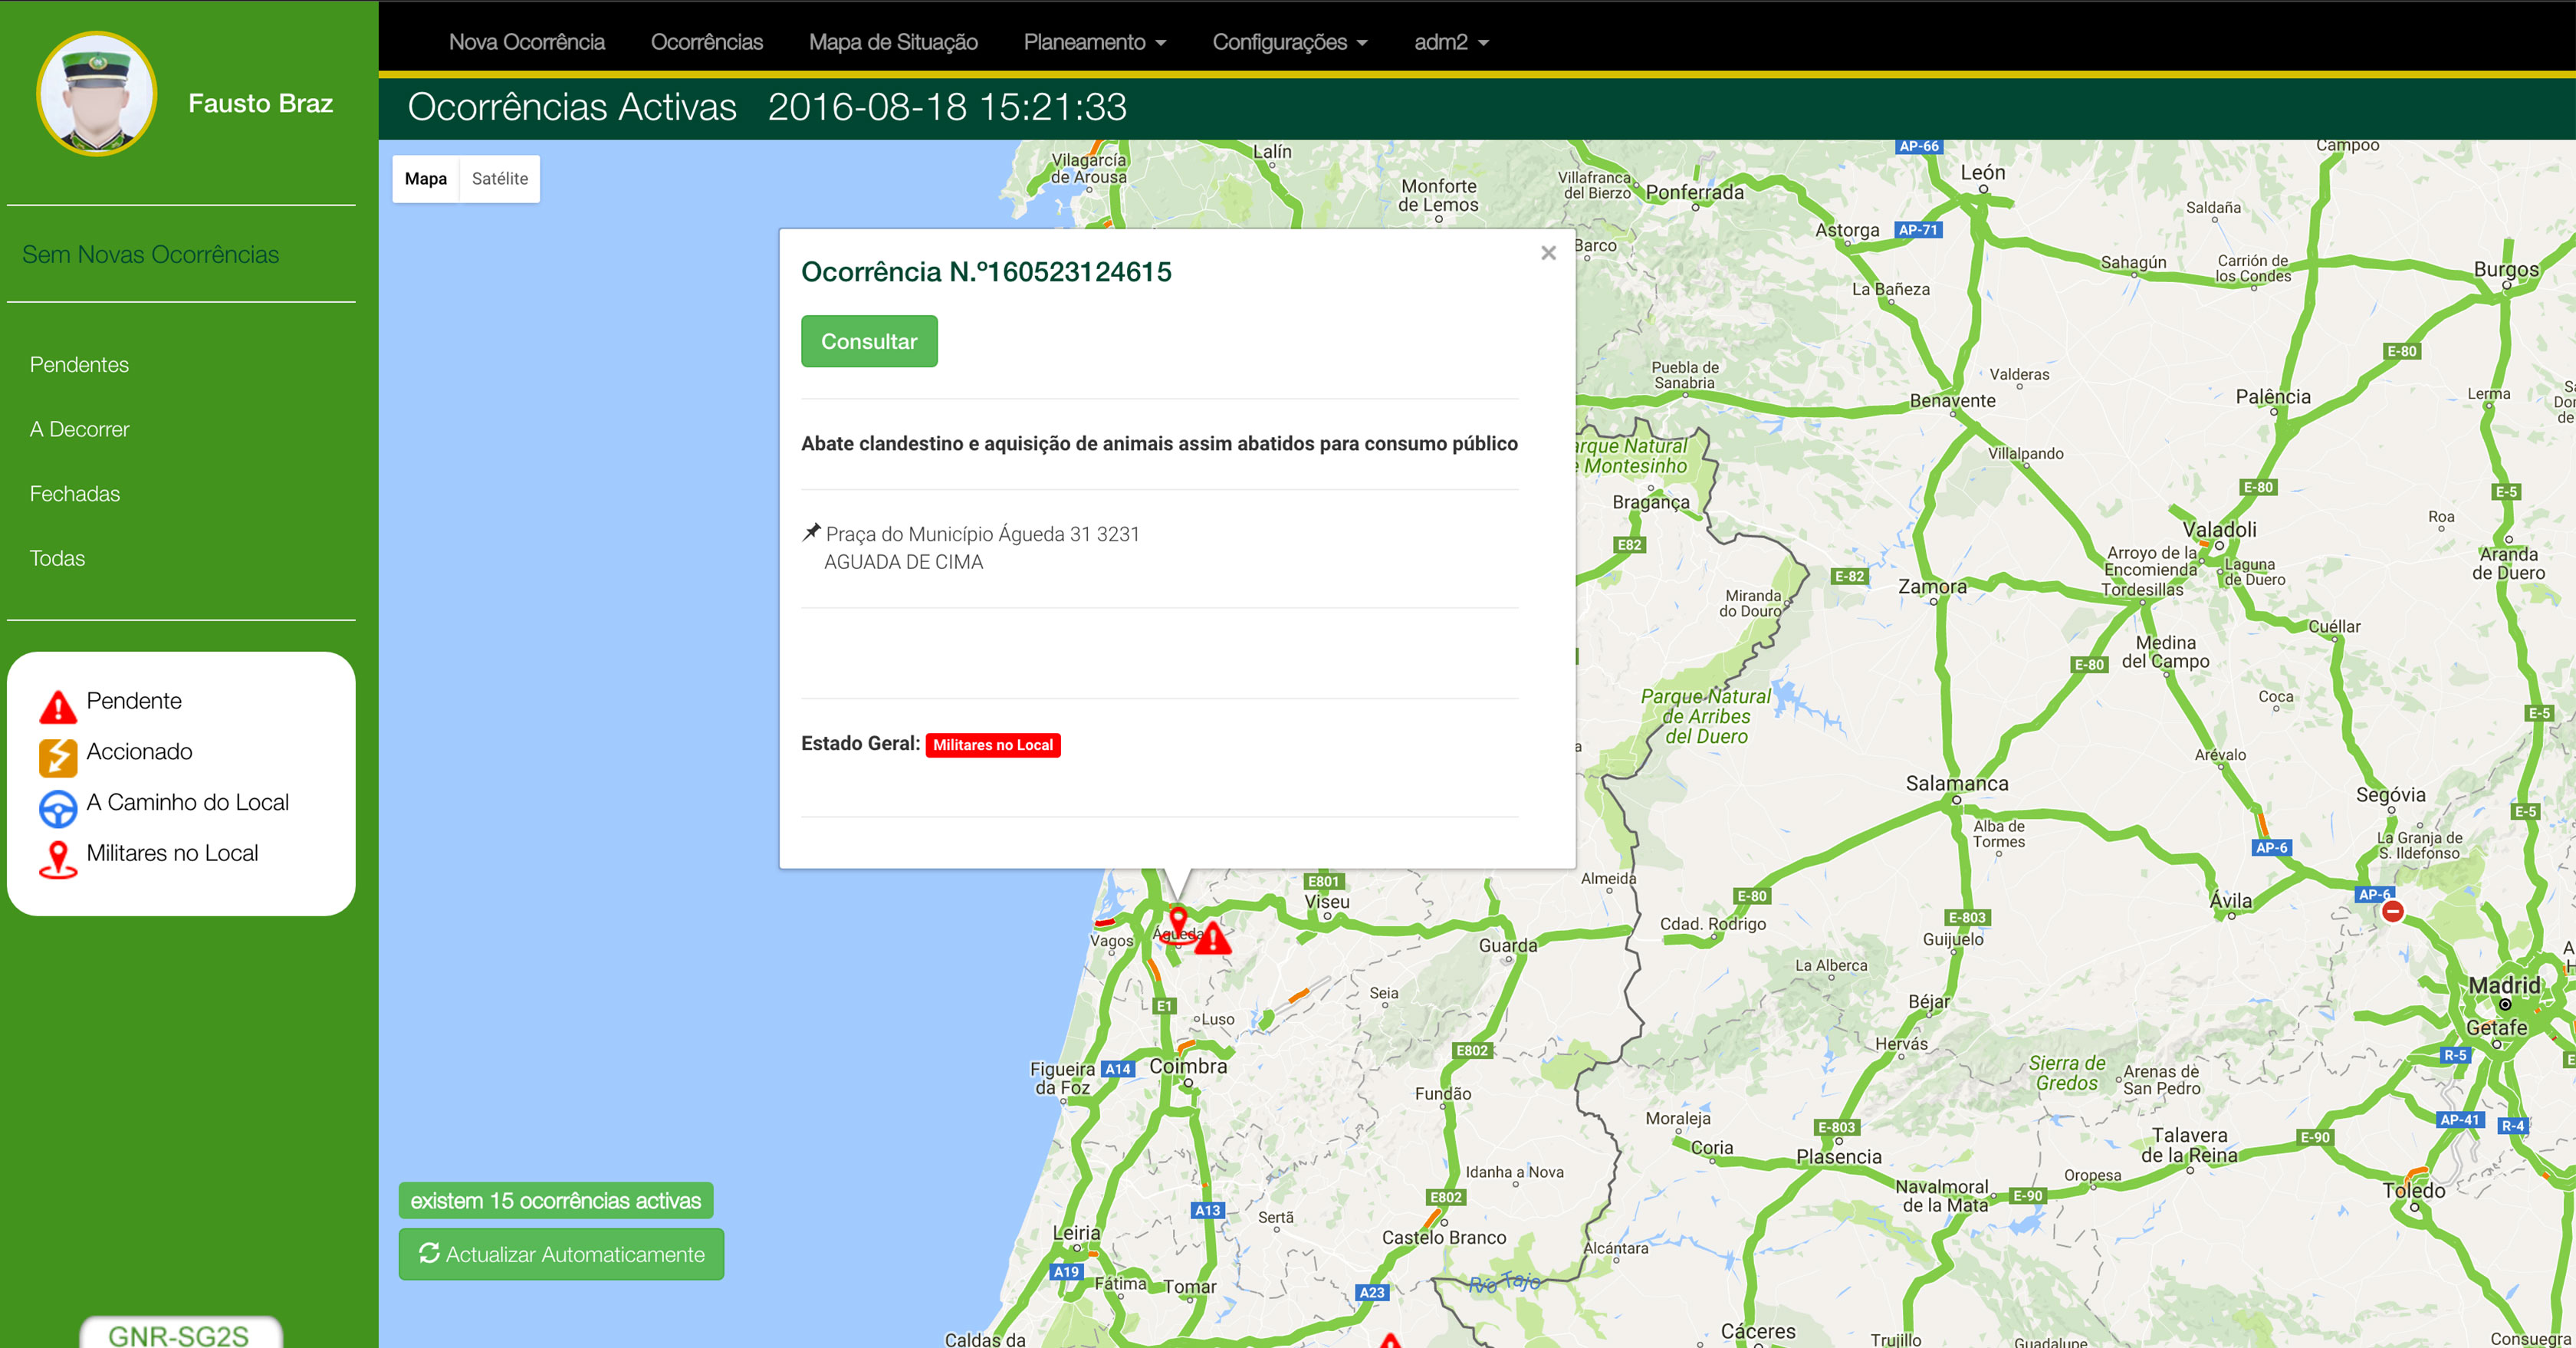 Fausto Braz
Sem Novas Ocorrências
Pendentes
A Decorrer
Fechadas
Todas
Pendente
Accionado
A Caminho do Local
Militares no Local
GNR-SG2S
Nova Ocorrência
Ocorrências
Mapa de Situação
Planeamento
Configurações
adm2
Ocorrências Activas 2016-08-18 15:21:33
Mapa
Satélite
Ocorrência N.º160523124615
×
Consultar
Abate clandestino e aquisição de animais assim abatidos para consumo público
Praça do Município Águeda 31 3231
AGUADA DE CIMA
Estado Geral: Militares no Local
existem 15 ocorrências activas
Actualizar Automaticamente
Vilagarcía
de Arousa
Lalín
Monforte
de Lemos
Villafranca
del Bierzo
Ponferrada
AP-66
León
Campoo
Saldaña
Astorga
AP-71
Barco
Sahagún
Carrión de
los Condes
Burgos
La Bañeza
E-80
Puebla de
Sanabria
Valderas
Palência
Lerma
Benavente
arque Natural
e Montesinho
Villalpando
Bragança
E-80
E-5
Roa
E82
Valadoli
Arroyo de la
Encomienda
Laguna
de Duero
Aranda
de Duero
E-82
Zamora
Tordesillas
Miranda
do Douro
Cuéllar
Medina
del Campo
E-80
Parque Natural
de Arribes
del Duero
Coca
E-5
Arévalo
Salamanca
Segóvia
E-5
Alba de
Tormes
La Granja de
S. Ildefonso
AP-6
Almeida
E801
Viseu
E-80
AP-6
Ávila
Cdad. Rodrigo
E-803
Guijuelo
Vagos
Águeda
Guarda
La Alberca
Seia
Madrid
E1
Luso
Béjar
Getafe
Hervás
E802
R-5
Sierra de
Gredos
Arenas de
San Pedro
Figueira
da Foz
A14
Coimbra
Fundão
Moraleja
E-803
AP-41
R-4
Coria
Plasencia
Talavera
de la Reina
E-90
Idanha a Nova
Oropesa
E802
Navalmoral
de la Mata
E-90
Toledo
A13
Sertã
Leiria
Castelo Branco
Alcántara
A19
Fátima
Tomar
A23
Río Tajo
Caldas da
Cáceres
Trujillo
Guadalupe
Consuegra